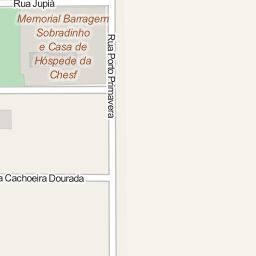 Rua Jupiá
Memorial Barragem
Sobradinho
e Casa de
Hóspede da
Chesf
Rua Porto Primavera
a Cachoeira Dourada